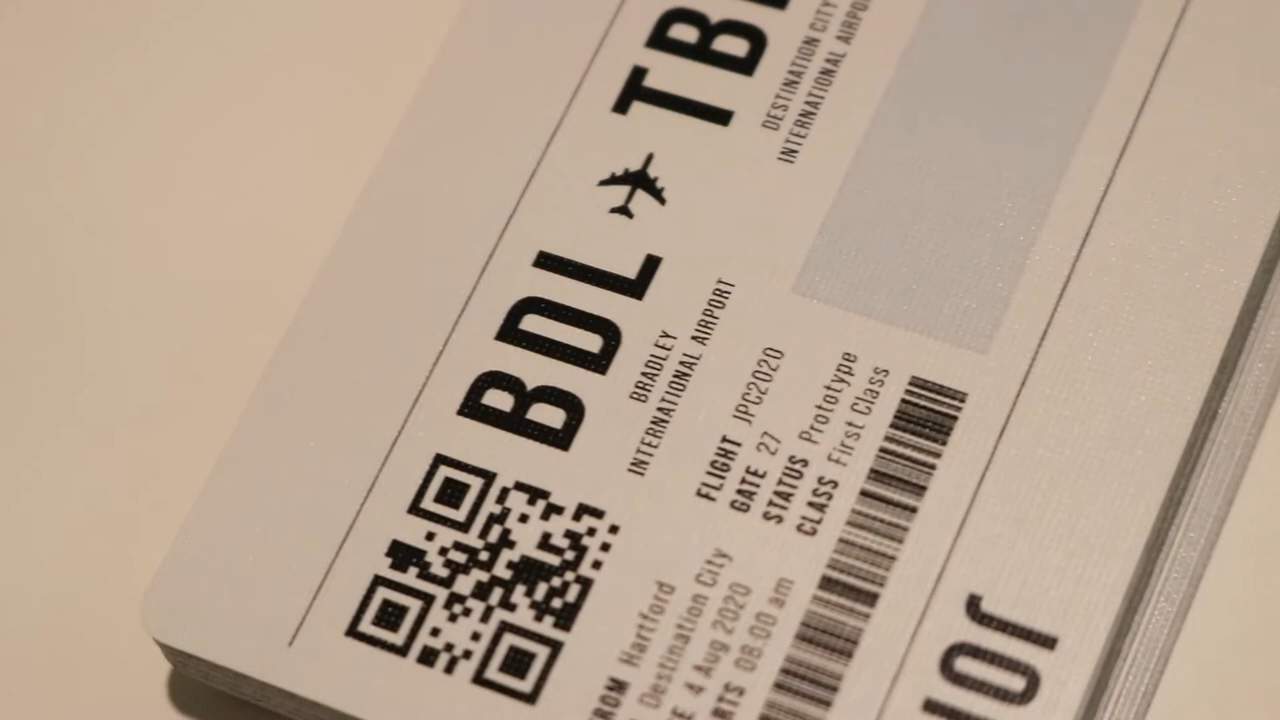 BDL TB
BRADLEY
INTERNATIONAL AIRPORT
DESTINATION CITY
INTERNATIONAL
FLIGHT JPC2020
GATE 27
STATUS Prototype
CLASS First Class
Hartford
Destination City
4 Aug 2020
08:00 am
JO